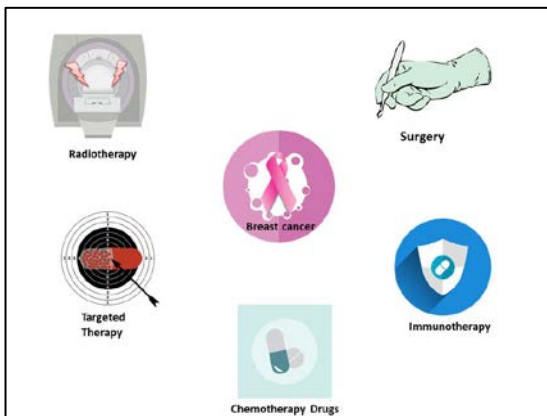 Radiotherapy
Surgery
Breast cancer
Targeted
Therapy
Immunotherapy
Chemotherapy Drugs